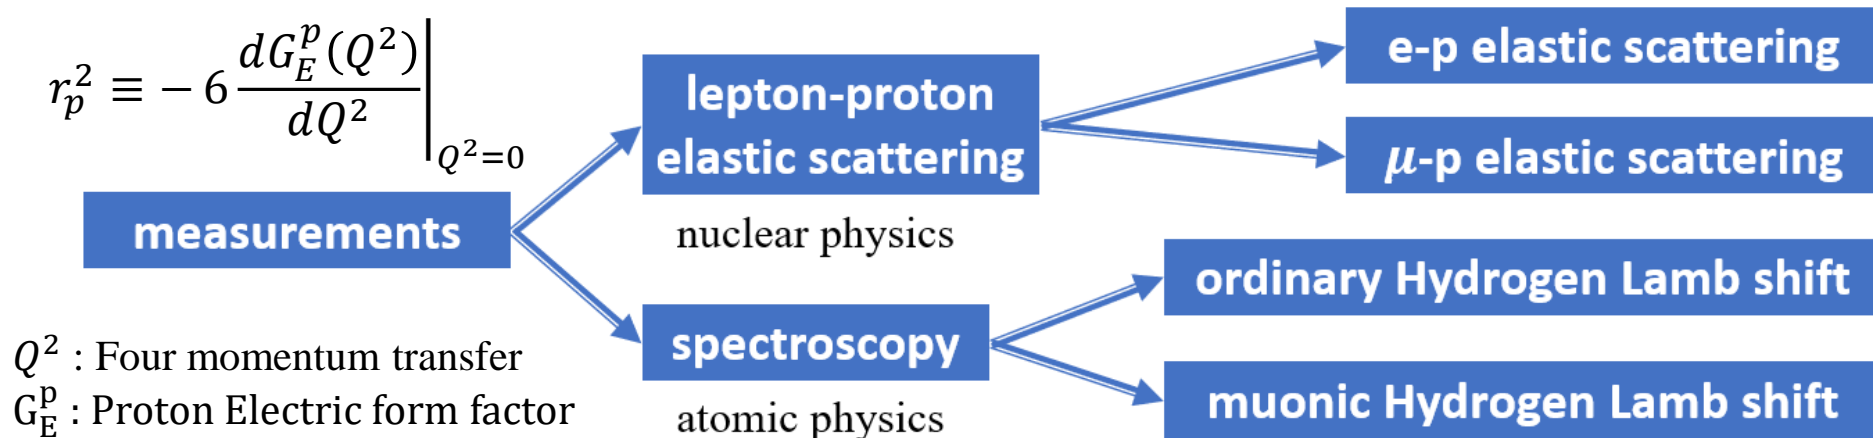 r_p^2 ≡ − 6 dG_E^p(Q^2)/dQ^2 |_{Q^2=0}
measurements
Q^2 : Four momentum transfer
G_E^p : Proton Electric form factor
lepton-proton
elastic scattering
nuclear physics
spectroscopy
atomic physics
e-p elastic scattering
μ-p elastic scattering
ordinary Hydrogen Lamb shift
muonic Hydrogen Lamb shift